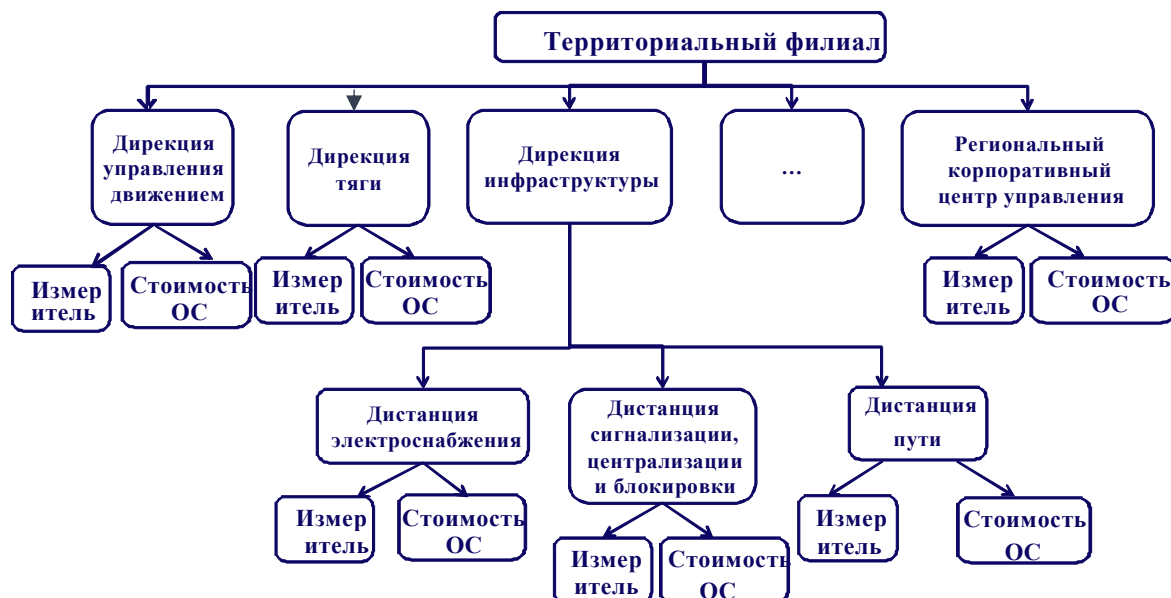 Территориальный филиал
Дирекция
управления
движением
Дирекция
тяги
Дирекция
инфраструктуры
...
Региональный
корпоративный
центр управления
Измер
итель
Стоимость
ОС
Измер
итель
Стоимость
ОС
Измер
итель
Стоимость
ОС
Дистанция
электроснабжения
Дистанция
сигнализации,
централизации
и блокировки
Дистанция
пути
Измер
итель
Стоимость
ОС
Измер
итель
Стоимость
ОС
Измер
итель
Стоимость
ОС